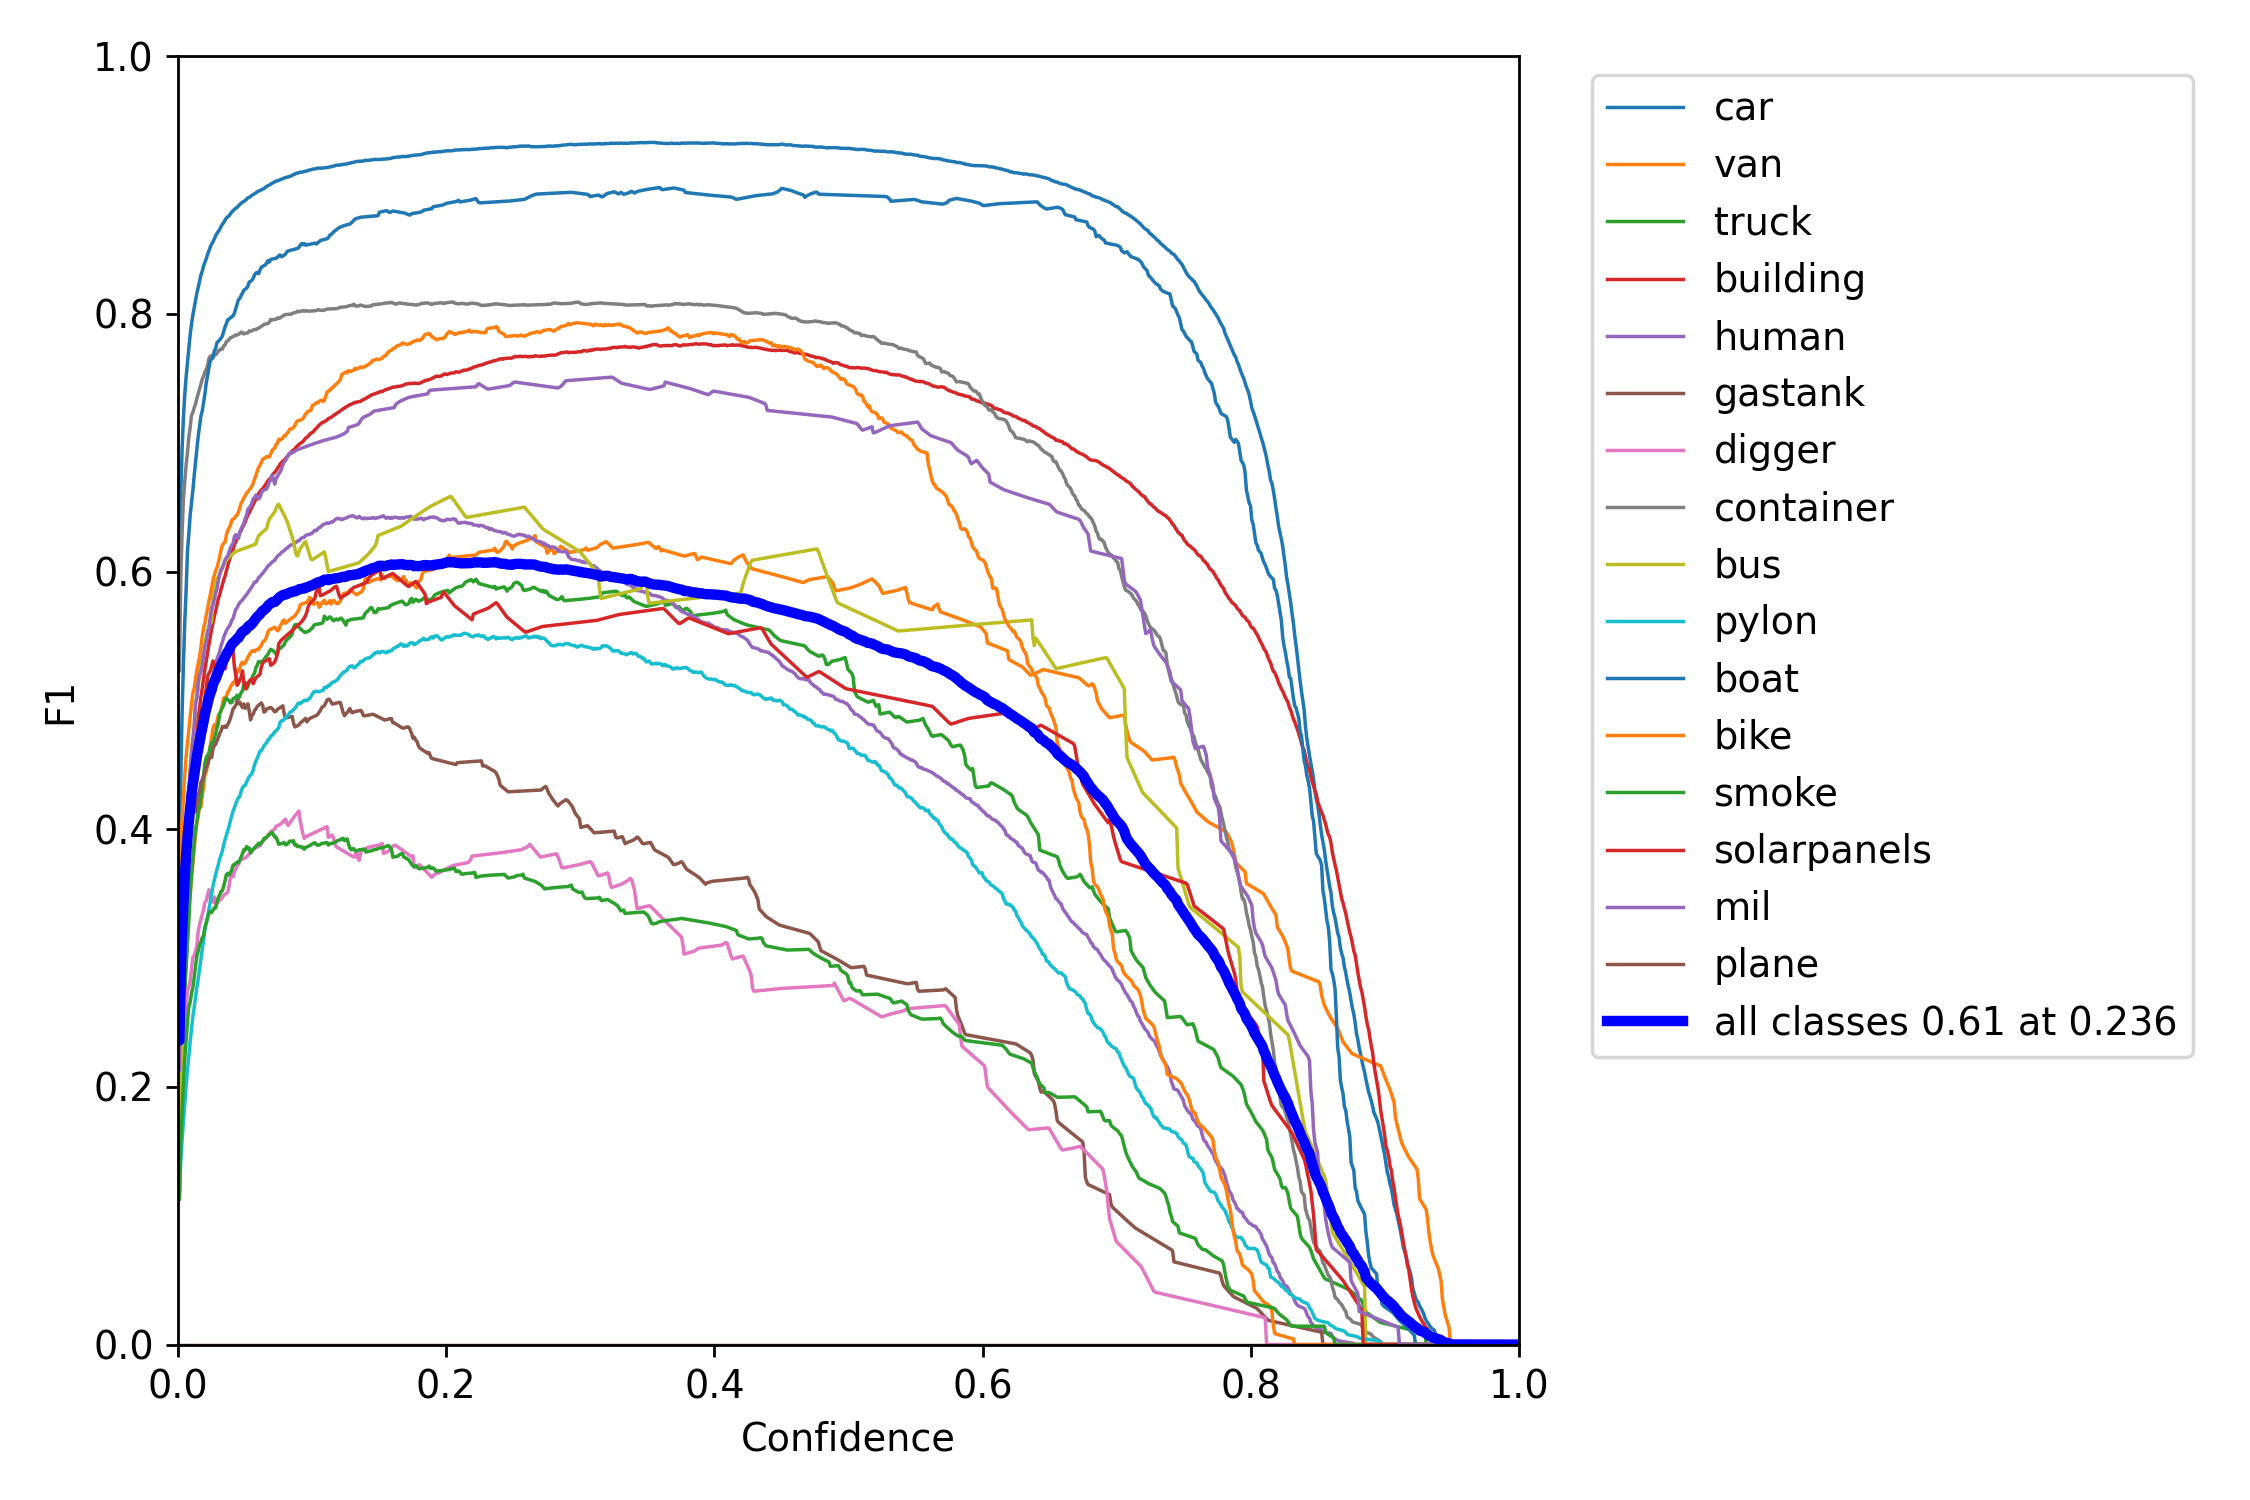 1.0
0.8
0.6
0.4
0.2
0.0
F1
0.0 0.2 0.4 0.6 0.8 1.0
Confidence
car
van
truck
building
human
gastank
digger
container
bus
pylon
boat
bike
smoke
solarpanels
mil
plane
all classes 0.61 at 0.236